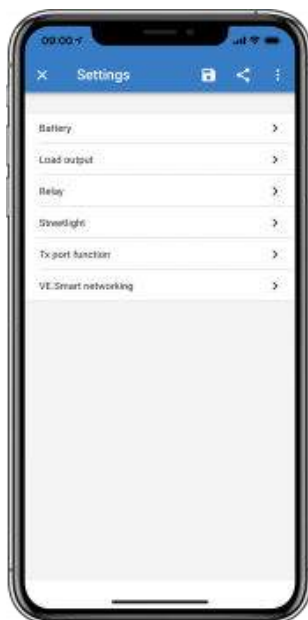 09:00
Settings
Battery
Load output
Relay
Streetlight
Tx port function
VE.Smart networking